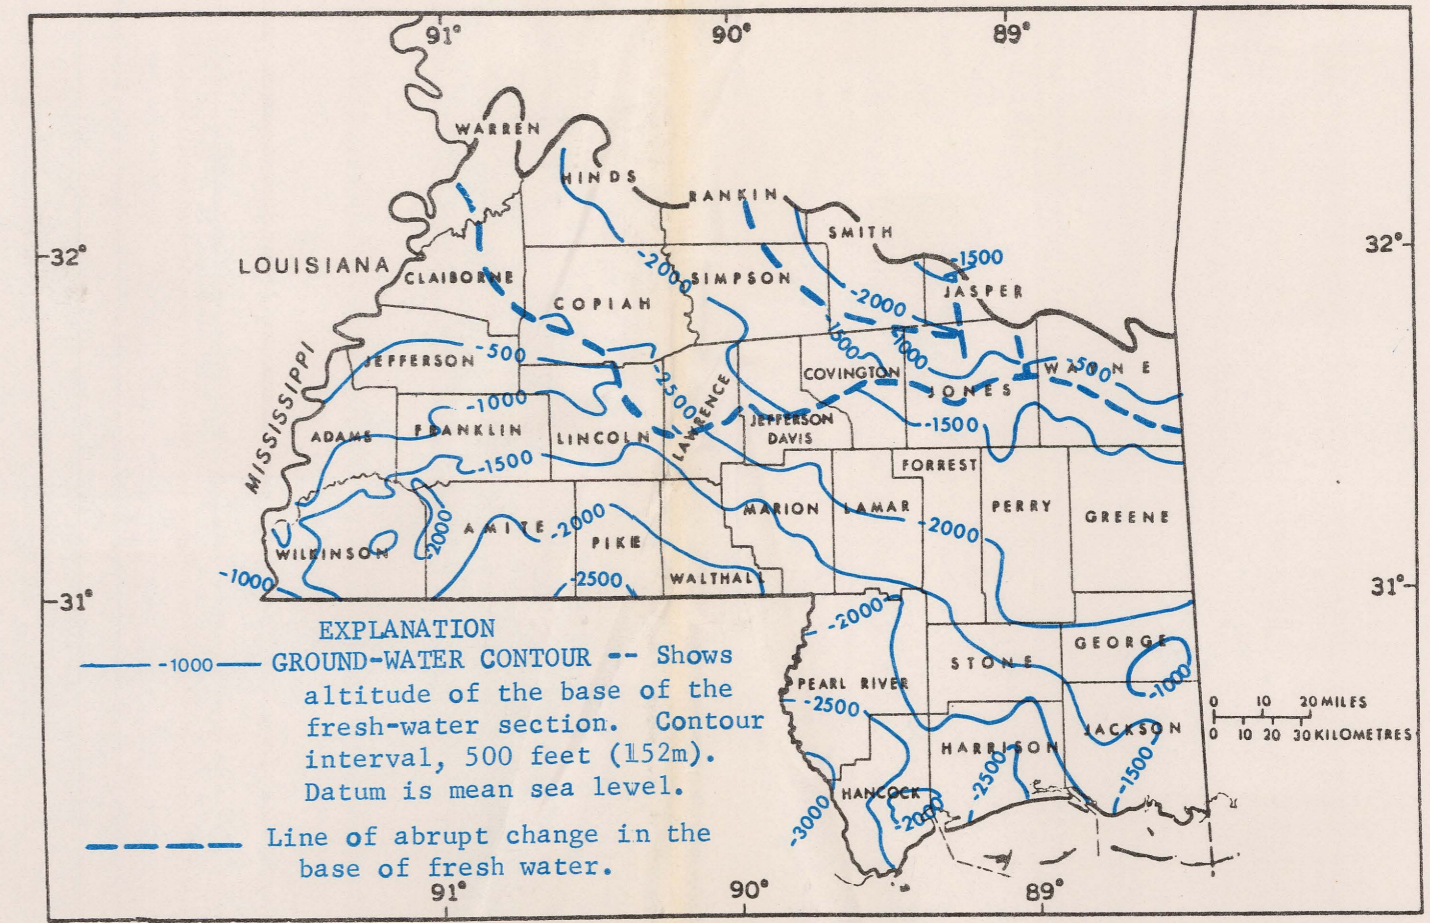 91° 90° 89°
WARREN
HINDS
RANKIN
SMITH
32° 32°
LOUISIANA
CLAIBORNE
-2000
SIMPSON
-1500
JASPER
COPIAH
-2000
-1500
-1000
JEFFERSON
-500
-2500
COVINGTON
JONES
WAYNE
-500
MISSISSIPPI
-1000
ADAMS
FRANKLIN
LINCOLN
LAWRENCE
JEFFERSON
DAVIS
-1500
-1500
FORREST
-2000
AMITE
-2000
PIKE
MARION
LAMAR
-2000
PERRY
GREENE
WILKINSON
-1000
-2500
WALTHALL
31° 31°
EXPLANATION
-1000 GROUND-WATER CONTOUR -- Shows
altitude of the base of the
fresh-water section. Contour
interval, 500 feet (152m).
Datum is mean sea level.
Line of abrupt change in the
base of fresh water.
-2000
STONE
GEORGE
-1000
PEARL RIVER
-2500
HARRISON
JACKSON
-2500
-1500
HANCOCK
-2000
-3000
0 10 20 MILES
0 10 20 30 KILOMETRES
91° 90° 89°